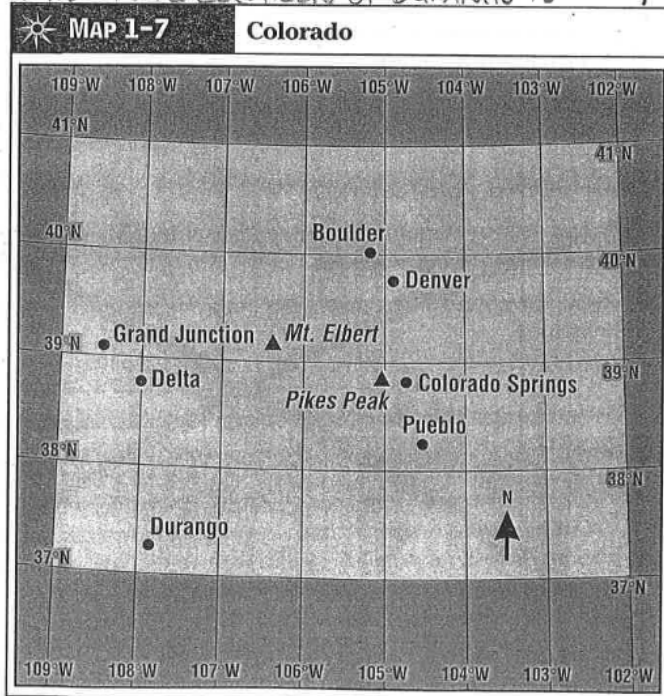 MAP 1-7 Colorado
109°W 108°W 107°W 106°W 105°W 104°W 103°W 102°W
41°N 41°N
Boulder
40°N 40°N
Denver
Grand Junction Mt. Elbert
39°N 39°N
Delta Colorado Springs
Pikes Peak
Pueblo
38°N 38°N
N
Durango
37°N 37°N
109°W 108°W 107°W 106°W 105°W 104°W 103°W 102°W